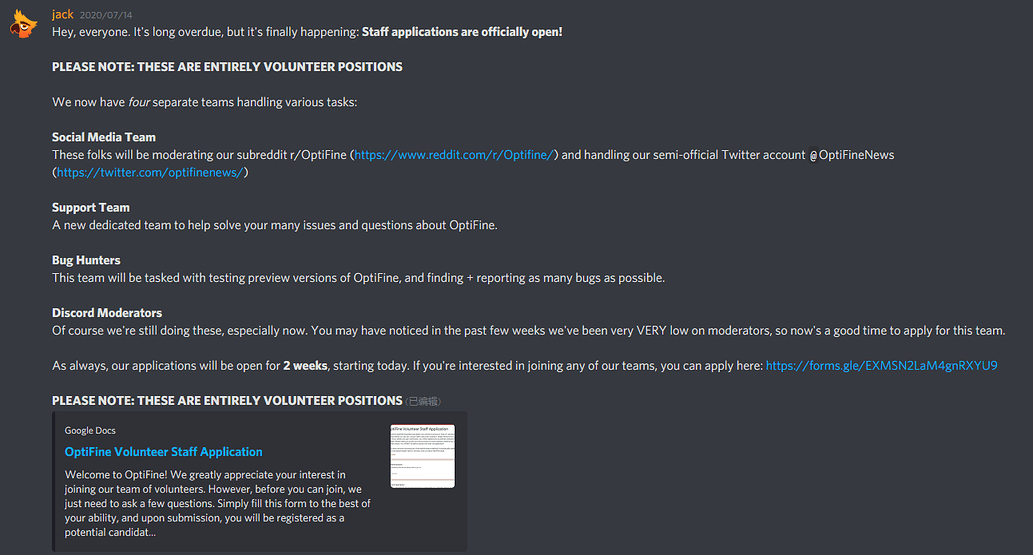 jack 2020/07/14
Hey, everyone. It's long overdue, but it's finally happening: Staff applications are officially open!
PLEASE NOTE: THESE ARE ENTIRELY VOLUNTEER POSITIONS
We now have four separate teams handling various tasks:
Social Media Team
These folks will be moderating our subreddit r/OptiFine (https://www.reddit.com/r/Optifine/) and handling our semi-official Twitter account @OptiFineNews
(https://twitter.com/optifinenews/)
Support Team
A new dedicated team to help solve your many issues and questions about OptiFine.
Bug Hunters
This team will be tasked with testing preview versions of OptiFine, and finding + reporting as many bugs as possible.
Discord Moderators
Of course we're still doing these, especially now. You may have noticed in the past few weeks we've been very VERY low on moderators, so now's a good time to apply for this team.
As always, our applications will be open for 2 weeks, starting today. If you're interested in joining any of our teams, you can apply here: https://forms.gle/EXMSN2LaM4gnRXYU9
PLEASE NOTE: THESE ARE ENTIRELY VOLUNTEER POSITIONS (已编辑)
Google Docs
OptiFine Volunteer Staff Application
Welcome to OptiFine! We greatly appreciate your interest in
joining our team of volunteers. However, before you can join, we
just need to ask a few questions. Simply fill this form to the best of
your ability, and upon submission, you will be registered as a
potential candidat...